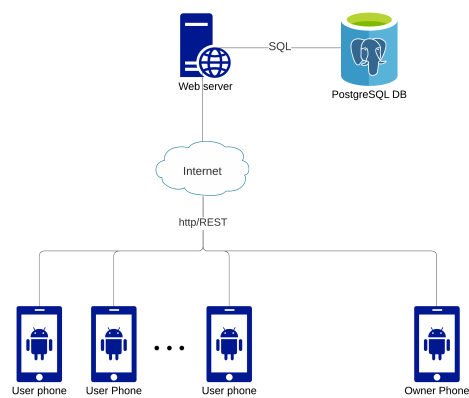 SQL
Web server
PostgreSQL DB
Internet
http/REST
User phone
User Phone
User phone
Owner Phone